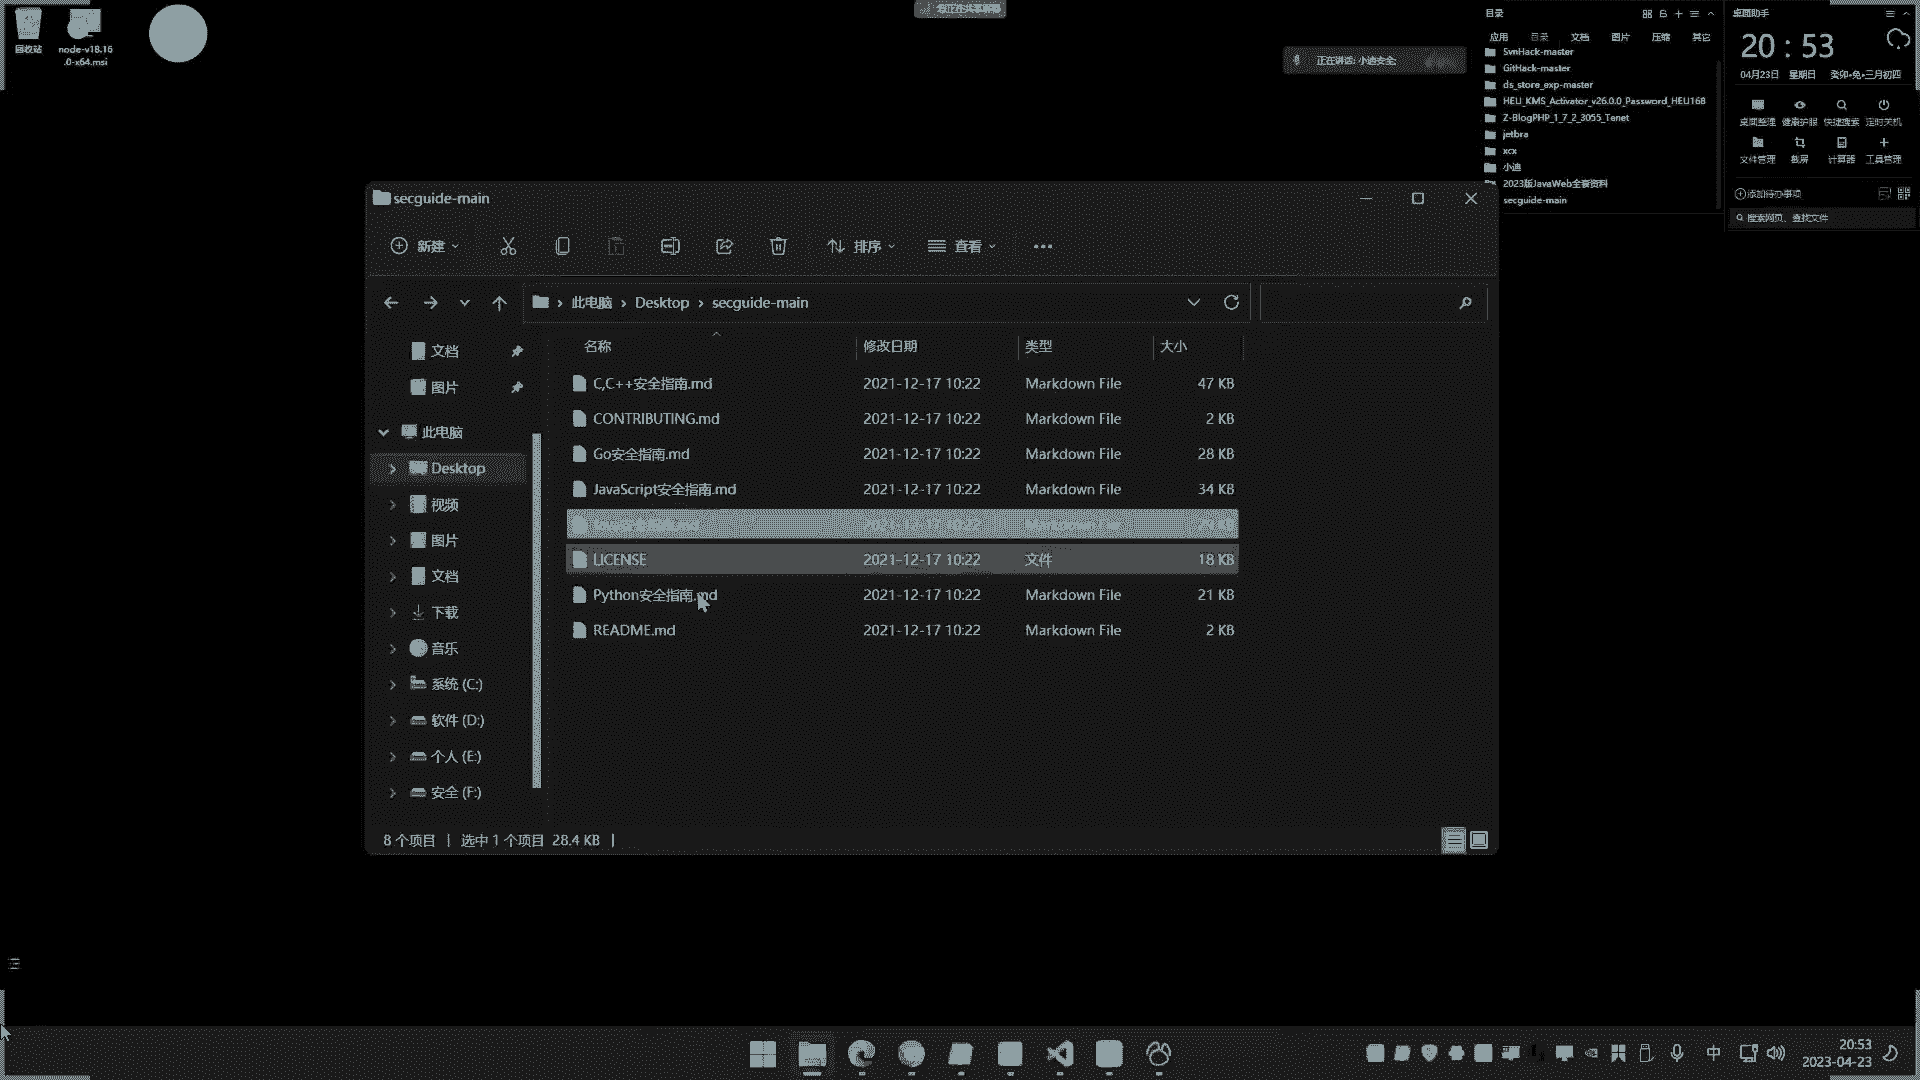 回收站
node-v18.16
.0-x64.msi
您正在共享屏幕
正在讲话: 小迪安全;
目录
应用 目录 文档 图片 压缩 其它
SvnHack-master
GitHack-master
ds_store_exp-master
HEU_KMS_Activator_v26.0.0_Password_HEU168
Z-BlogPHP_1_7_2_3055_Tenet
jetbra
xcx
小迪
2023版JavaWeb全套资料
secguide-main
桌面助手
20 : 53
04月23日 星期日 癸卯•兔•三月初四
桌面整理 健康护眼 快捷搜索 定时关机
文件管理 截屏 计算器 工具管理
添加待办事项
搜索网页、查找文件
secguide-main
新建
排序
查看
此电脑 › Desktop › secguide-main
文档
图片
此电脑
Desktop
视频
图片
文档
下载
音乐
系统 (C:)
软件 (D:)
个人 (E:)
安全 (F:)
名称 修改日期 类型 大小
C,C++安全指南.md 2021-12-17 10:22 Markdown File 47 KB
CONTRIBUTING.md 2021-12-17 10:22 Markdown File 2 KB
Go安全指南.md 2021-12-17 10:22 Markdown File 28 KB
JavaScript安全指南.md 2021-12-17 10:22 Markdown File 34 KB
LICENSE 2021-12-17 10:22 文件 18 KB
Python安全指南.md 2021-12-17 10:22 Markdown File 21 KB
README.md 2021-12-17 10:22 Markdown File 2 KB
8 个项目 | 选中 1 个项目 28.4 KB |
中
20:53
2023-04-23